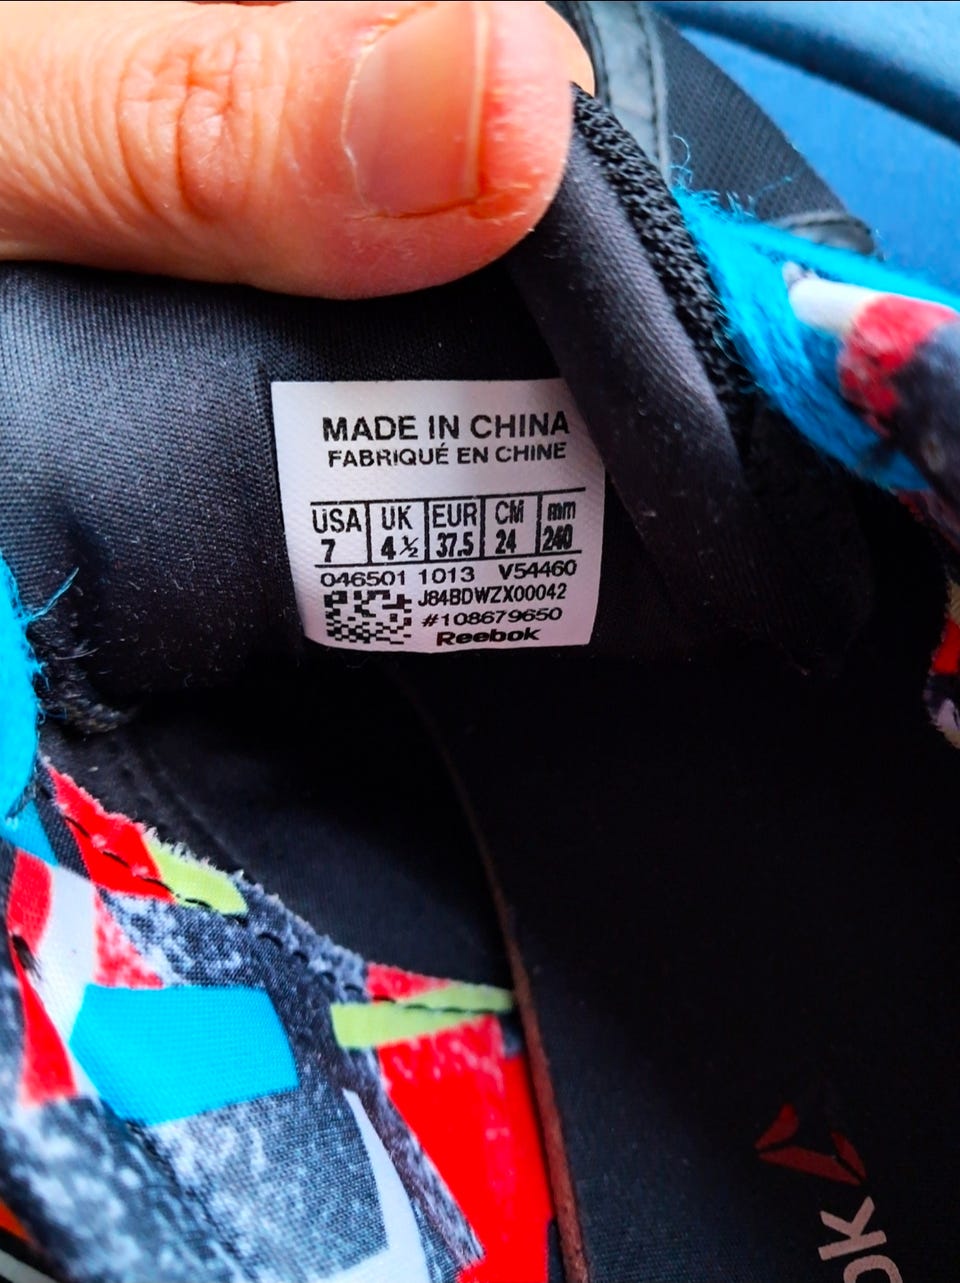 MADE IN CHINA
FABRIQUÉ EN CHINE
USA UK EUR CM mm
7 4½ 37.5 24 240
046501 1013 V54460
J84BDWZX00042
#108679650
Reebok
ok